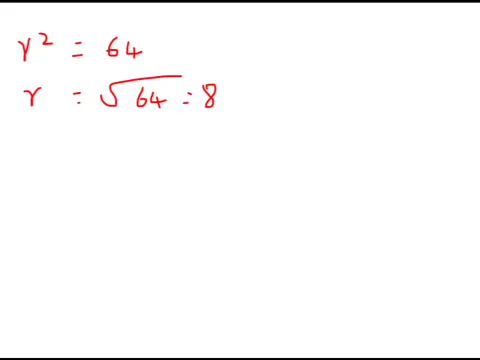 r² = 64
r = √64 = 8